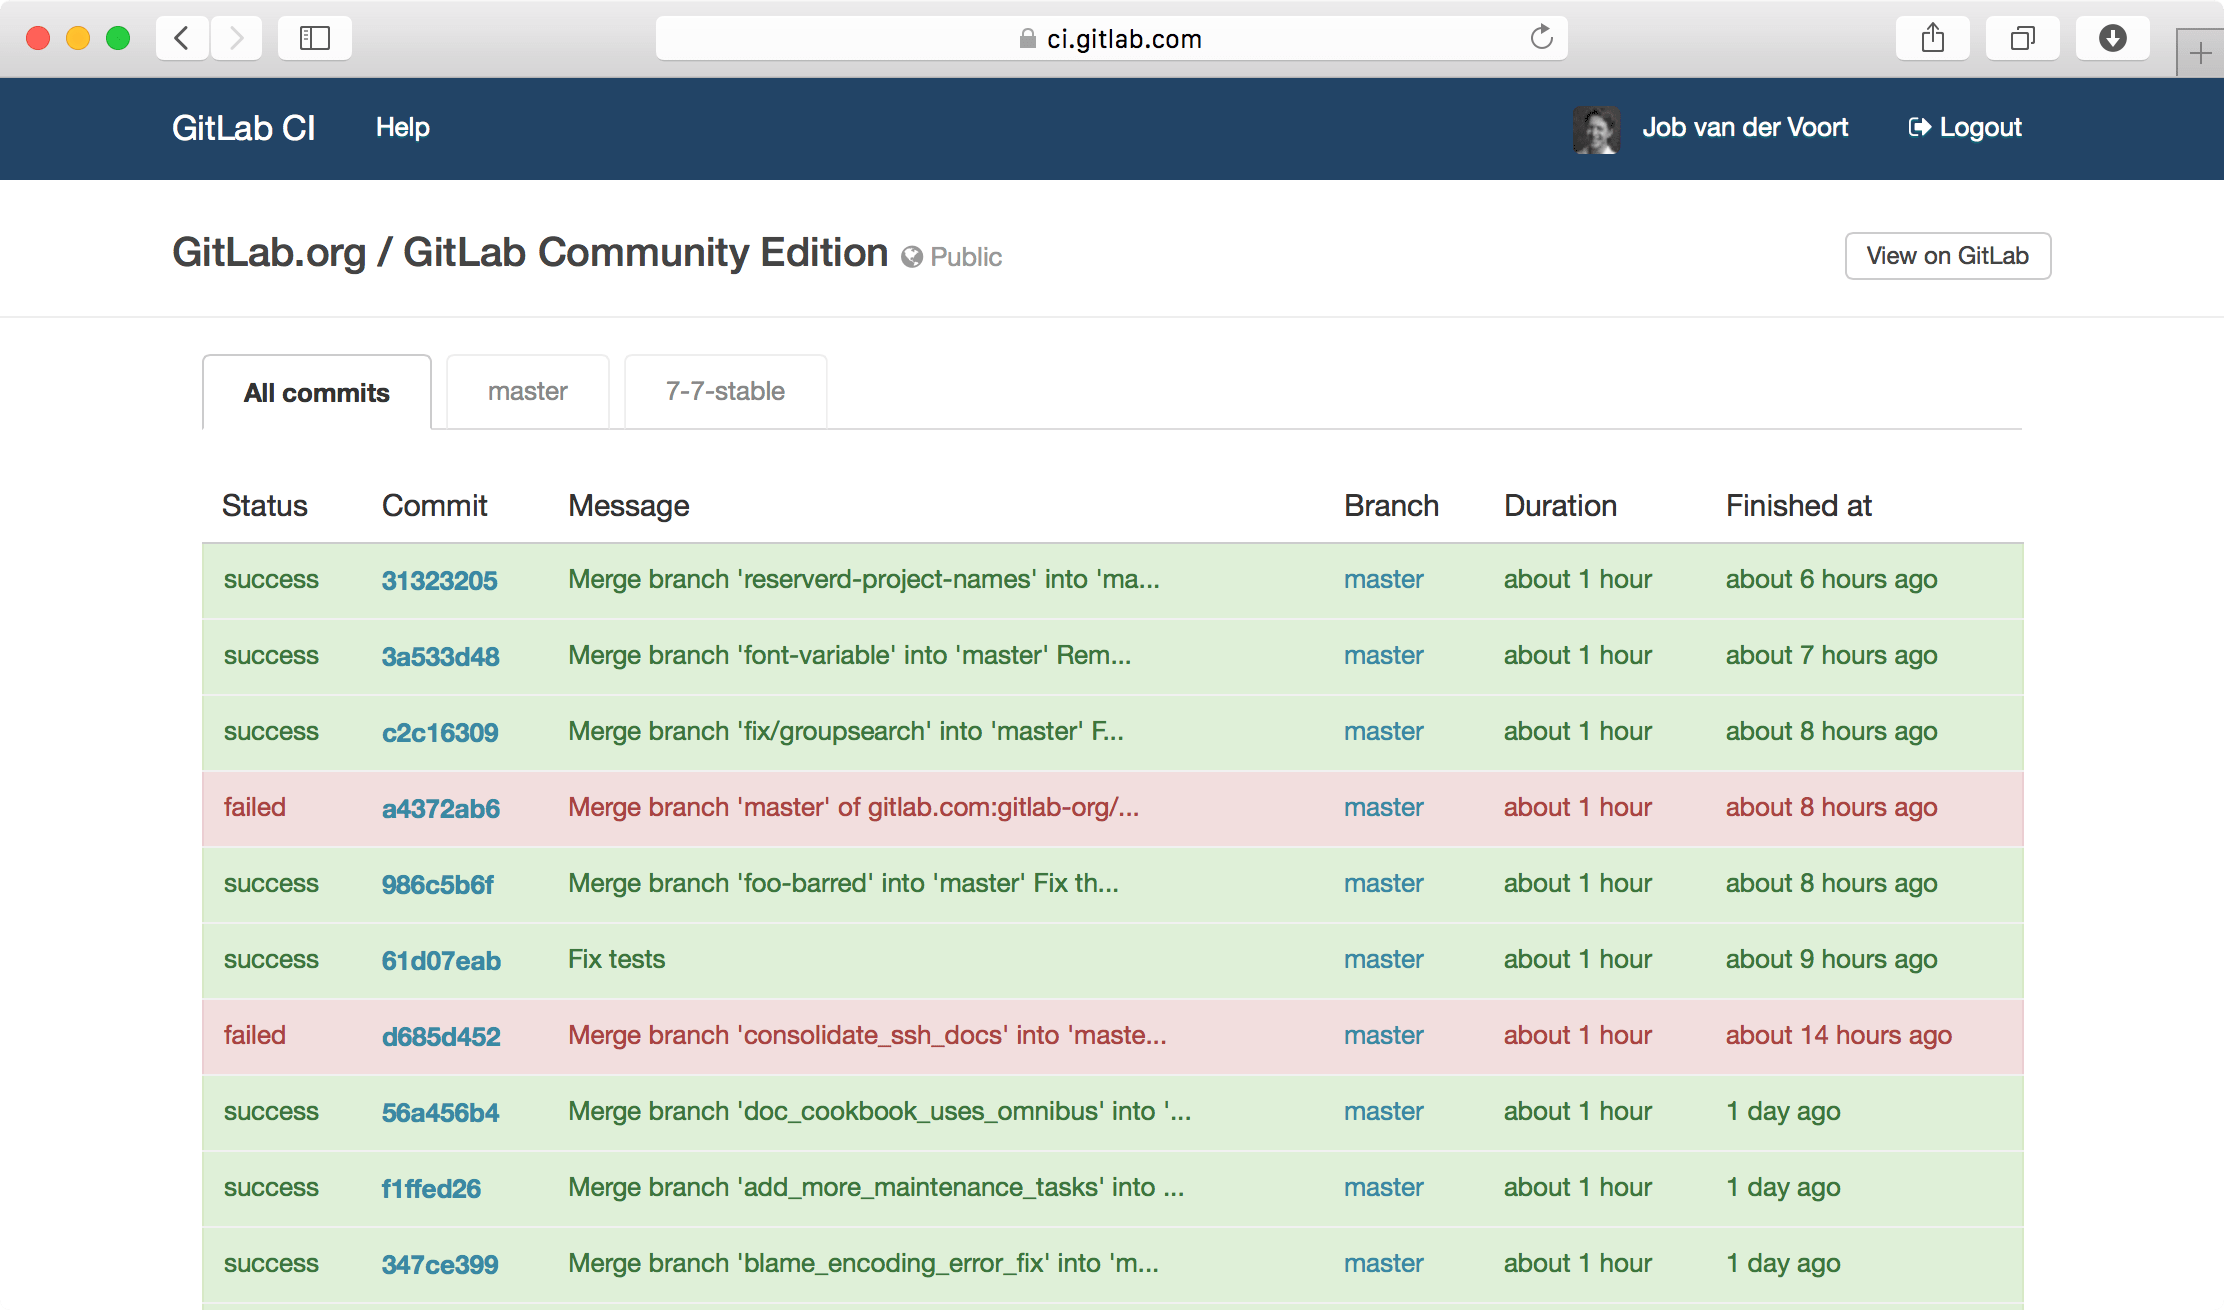 ci.gitlab.com
GitLab CI Help Job van der Voort Logout
GitLab.org / GitLab Community Edition Public View on GitLab
All commits master 7-7-stable
Status Commit Message Branch Duration Finished at
success 31323205 Merge branch 'reserverd-project-names' into 'ma... master about 1 hour about 6 hours ago
success 3a533d48 Merge branch 'font-variable' into 'master' Rem... master about 1 hour about 7 hours ago
success c2c16309 Merge branch 'fix/groupsearch' into 'master' F... master about 1 hour about 8 hours ago
failed a4372ab6 Merge branch 'master' of gitlab.com:gitlab-org/... master about 1 hour about 8 hours ago
success 986c5b6f Merge branch 'foo-barred' into 'master' Fix th... master about 1 hour about 8 hours ago
success 61d07eab Fix tests master about 1 hour about 9 hours ago
failed d685d452 Merge branch 'consolidate_ssh_docs' into 'maste... master about 1 hour about 14 hours ago
success 56a456b4 Merge branch 'doc_cookbook_uses_omnibus' into '... master about 1 hour 1 day ago
success f1ffed26 Merge branch 'add_more_maintenance_tasks' into ... master about 1 hour 1 day ago
success 347ce399 Merge branch 'blame_encoding_error_fix' into 'm... master about 1 hour 1 day ago